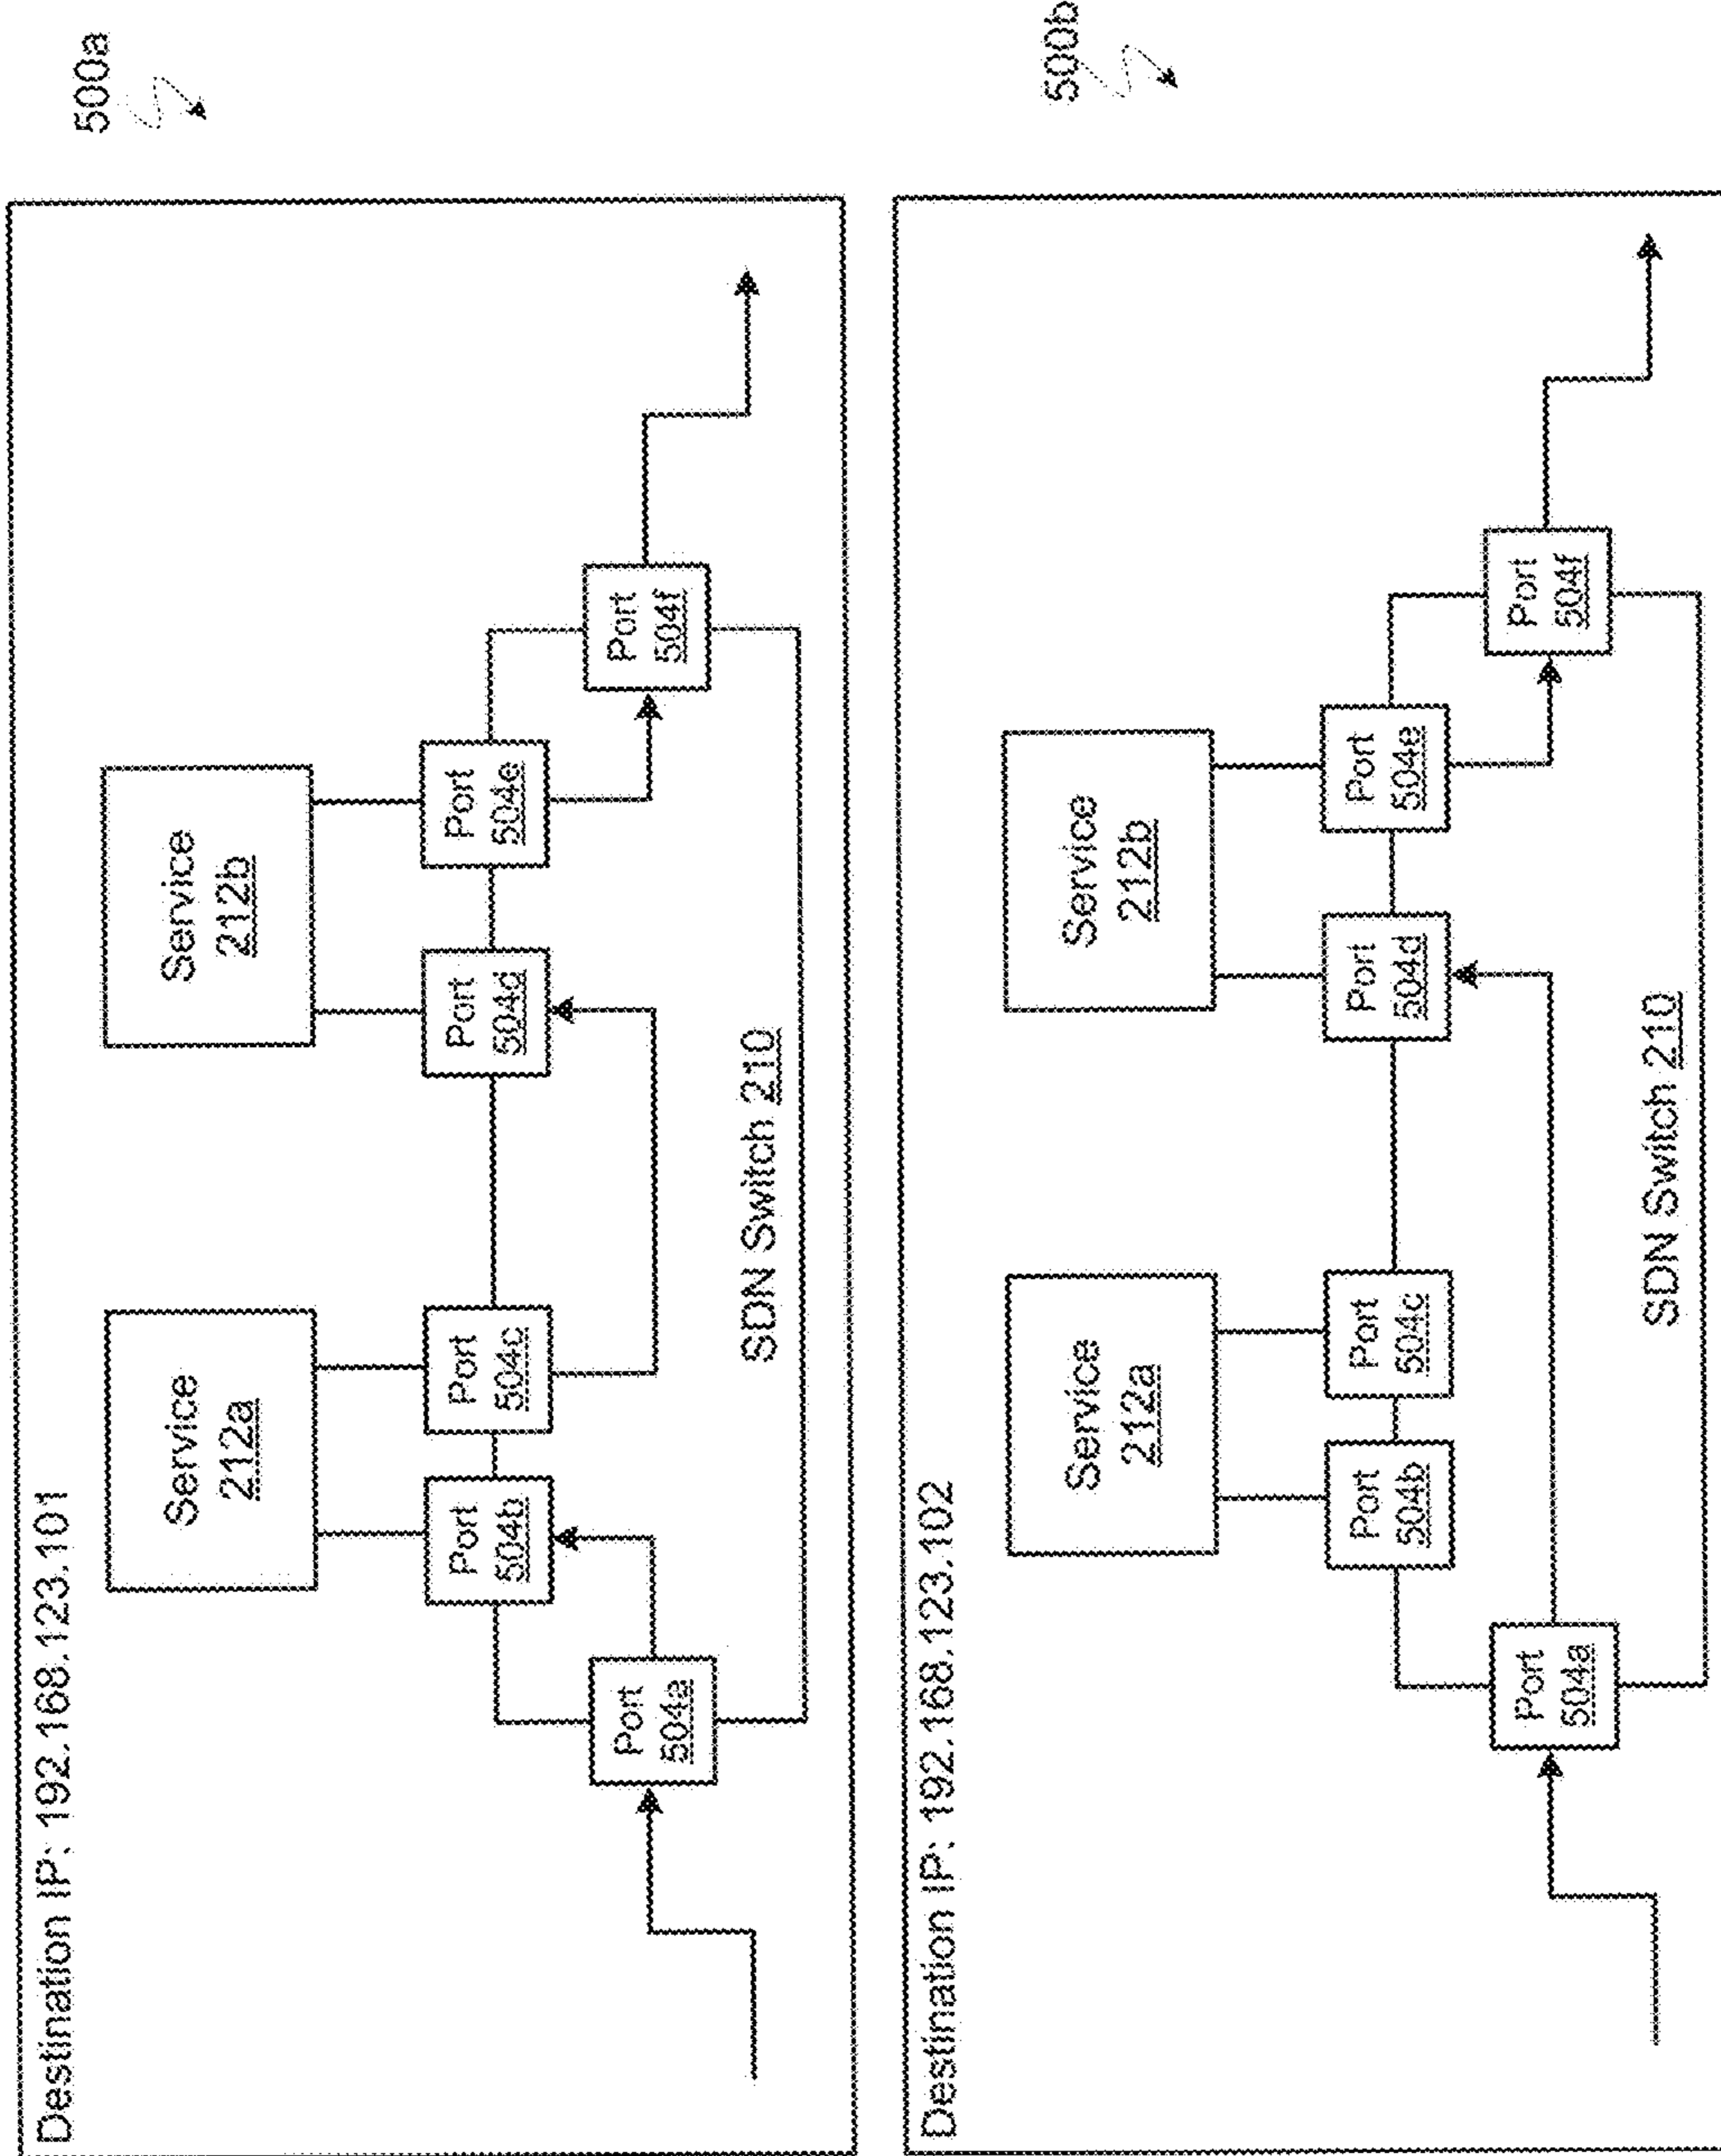 500a
Destination IP: 192.168.123.101
Service
212a
Service
212b
Port
504b
Port
504c
Port
504d
Port
504e
Port
504a
Port
504f
SDN Switch 210
500b
Destination IP: 192.168.123.102
Service
212a
Service
212b
Port
504b
Port
504c
Port
504d
Port
504e
Port
504a
Port
504f
SDN Switch 210